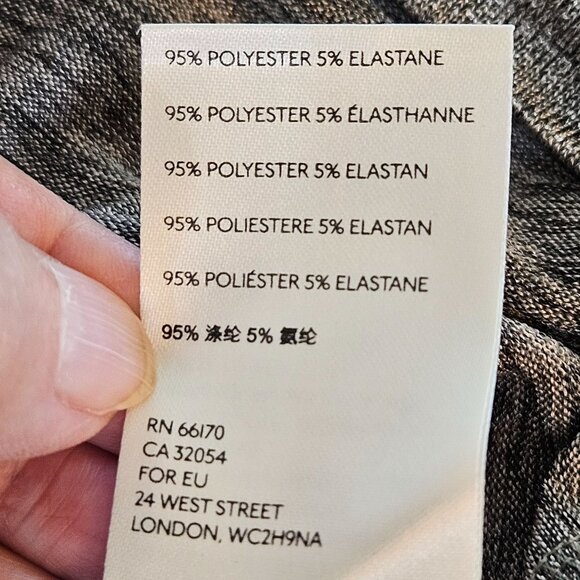 95% POLYESTER 5% ELASTANE
95% POLYESTER 5% ÉLASTHANNE
95% POLYESTER 5% ELASTAN
95% POLIESTERE 5% ELASTAN
95% POLIÉSTER 5% ELASTANE
95% 涤纶 5% 氨纶
RN 66170
CA 32054
FOR EU
24 WEST STREET
LONDON, WC2H9NA